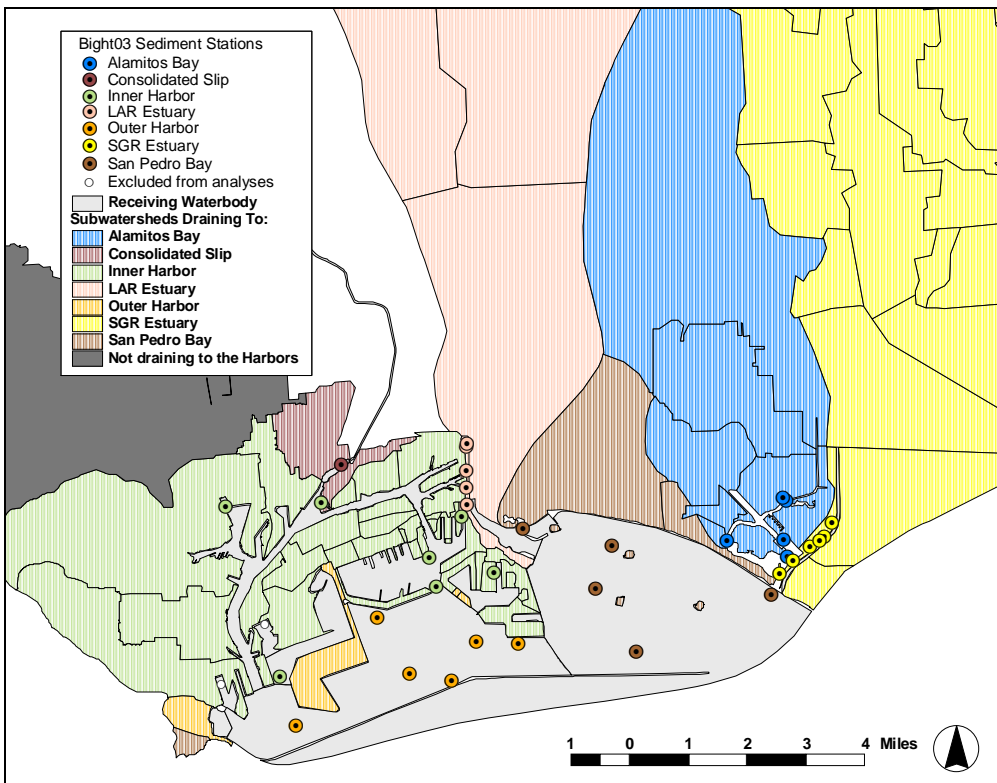 Bight03 Sediment Stations
Alamitos Bay
Consolidated Slip
Inner Harbor
LAR Estuary
Outer Harbor
SGR Estuary
San Pedro Bay
Excluded from analyses
Receiving Waterbody
Subwatersheds Draining To:
Alamitos Bay
Consolidated Slip
Inner Harbor
LAR Estuary
Outer Harbor
SGR Estuary
San Pedro Bay
Not draining to the Harbors
1 0 1 2 3 4 Miles